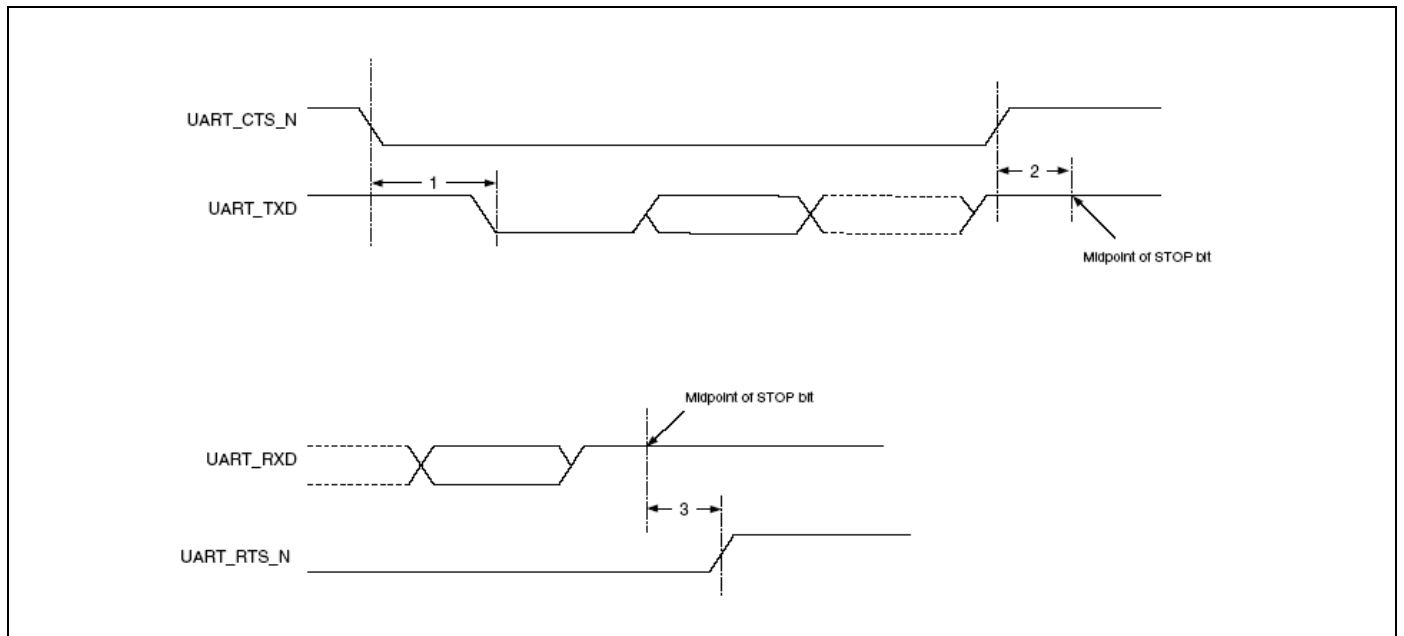 UART_CTS_N
1
2
UART_TXD
Midpoint of STOP bit
Midpoint of STOP bit
UART_RXD
3
UART_RTS_N